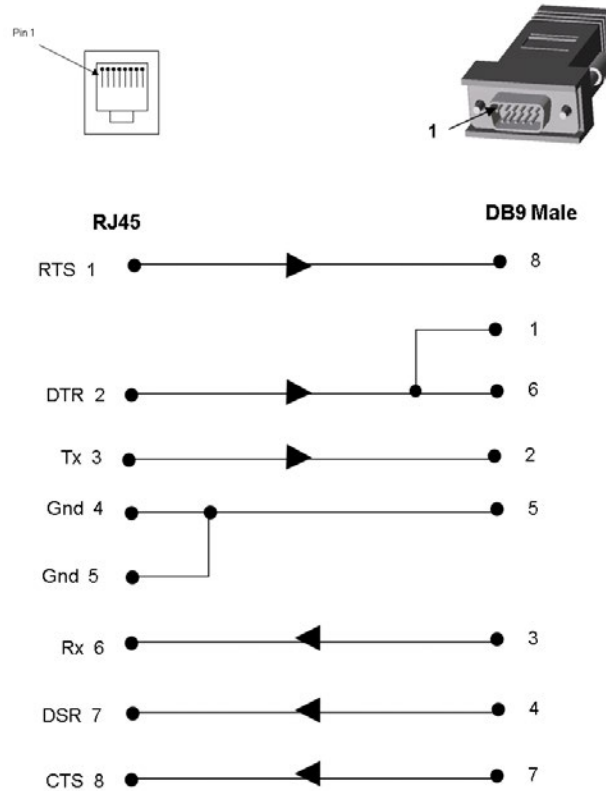 Pin 1
1
RJ45 DB9 Male
RTS 1 8
1
DTR 2 6
Tx 3 2
Gnd 4 5
Gnd 5
Rx 6 3
DSR 7 4
CTS 8 7